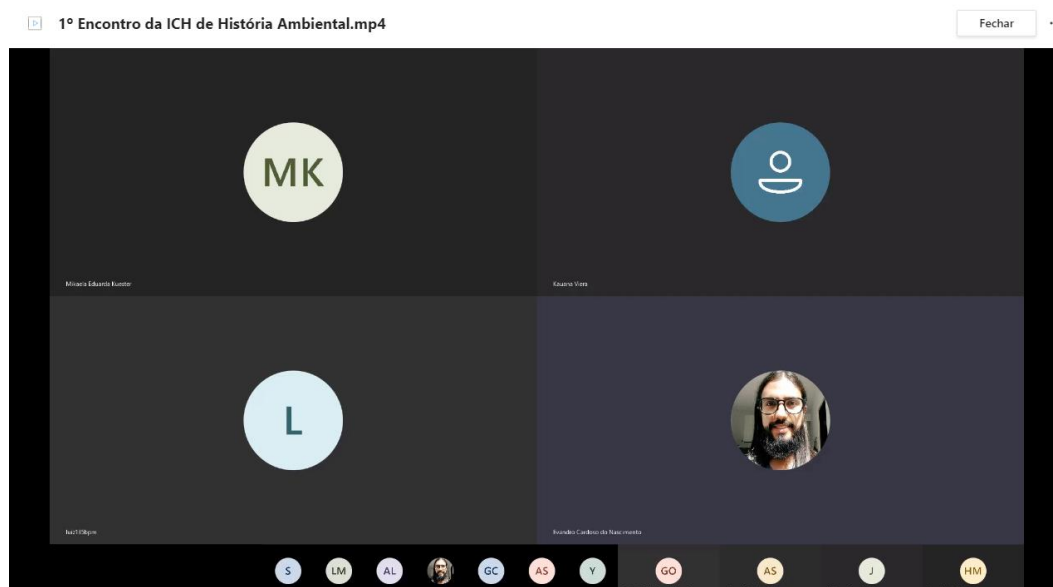 1º Encontro da ICH de História Ambiental.mp4
Fechar
MK
Mikaela Eduarda Kuester
Kauana Viera
L
Evandro Cardoso do Nascimento
S LM AL GC AS Y GO AS J HM